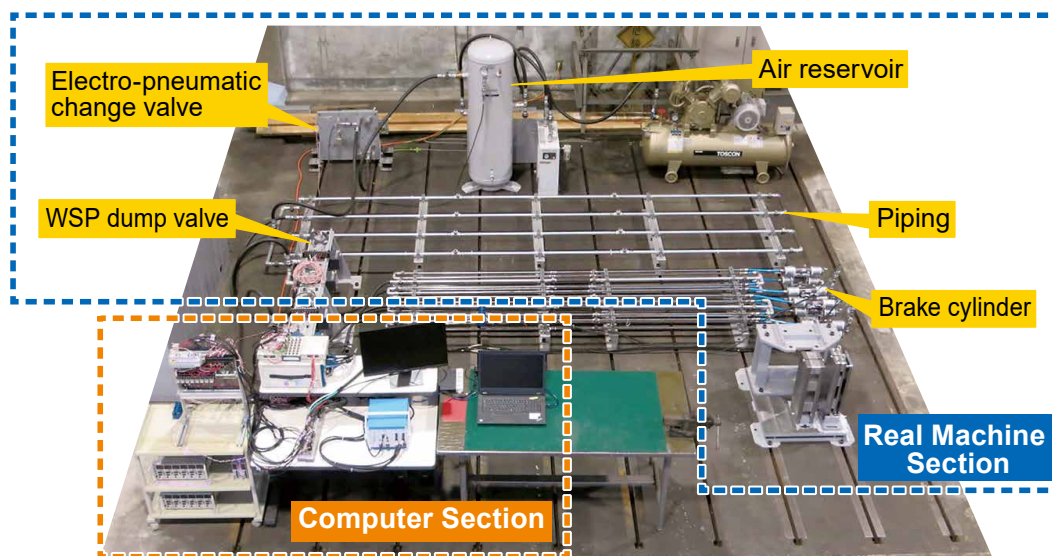 Electro-pneumatic
change valve
Air reservoir
TOSCON
WSP dump valve
Piping
Brake cylinder
Real Machine
Section
Computer Section